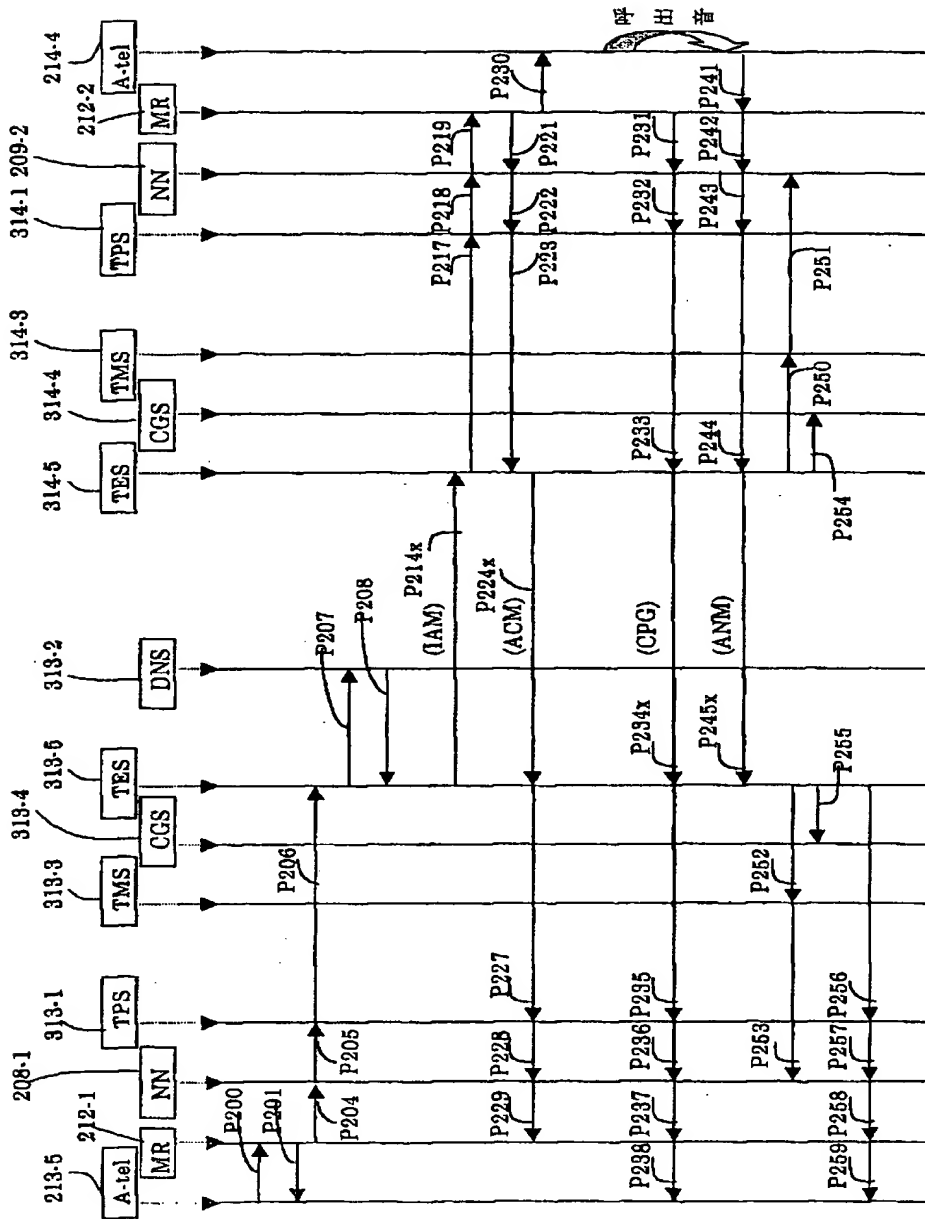 213-5
A-tel
212-1
MR
208-1
NN
313-1
TPS
313-3
TMS
313-4
CGS
313-5
TES
313-2
DNS
314-5
TES
314-4
CGS
314-3
TMS
314-1
TPS
209-2
NN
212-2
MR
214-4
A-tel
P200
P201
P204
P205
P206
P207
P208
P214x
(IAM)
P217
P218
P219
P221
P222
P223
P224x
(ACM)
P227
P228
P229
P230
呼出音
P231
P232
P233
(CPG)
P234x
P235
P236
P237
P238
P241
P242
P243
P244
(ANM)
P245x
P250
P251
P254
P252
P253
P255
P256
P257
P258
P259